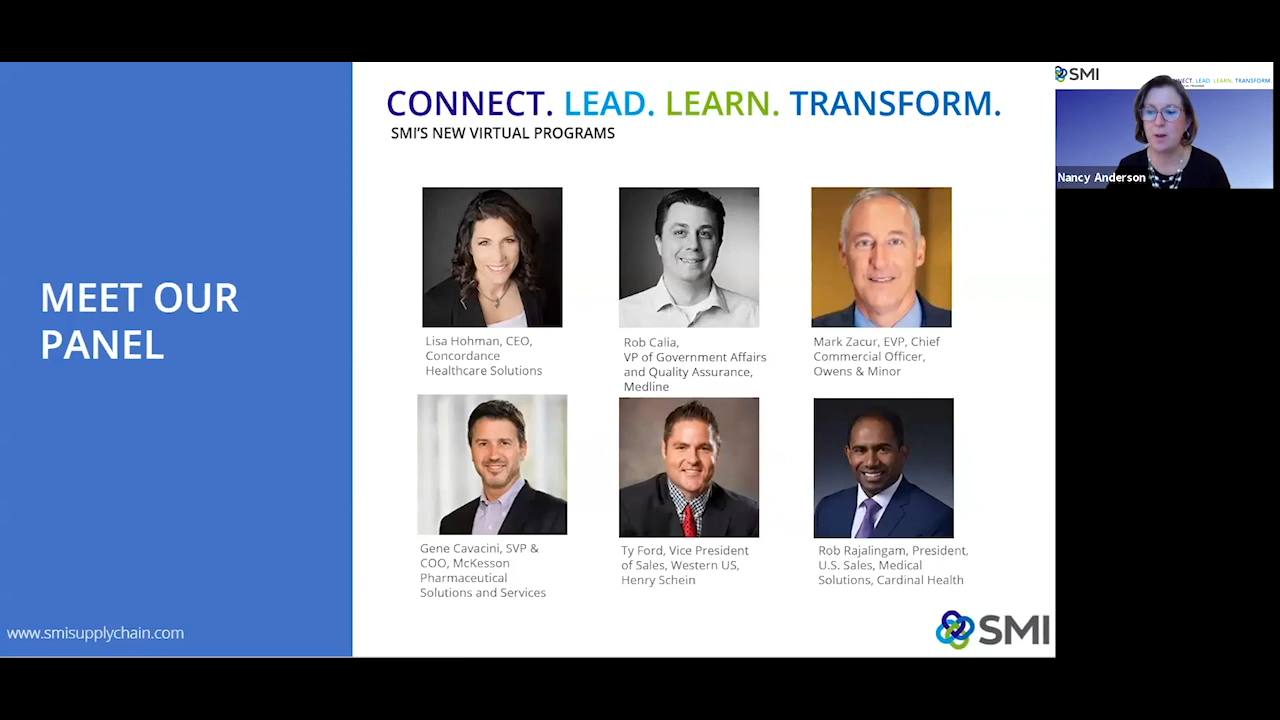 MEET OUR
PANEL
www.smisupplychain.com
CONNECT. LEAD. LEARN. TRANSFORM.
SMI'S NEW VIRTUAL PROGRAMS
Lisa Hohman, CEO,
Concordance
Healthcare Solutions
Rob Calia,
VP of Government Affairs
and Quality Assurance,
Medline
Mark Zacur, EVP, Chief
Commercial Officer,
Owens & Minor
Gene Cavacini, SVP &
COO, McKesson
Pharmaceutical
Solutions and Services
Ty Ford, Vice President
of Sales, Western US,
Henry Schein
Rob Rajalingam, President,
U.S. Sales, Medical
Solutions, Cardinal Health
SMI
SMI
LEAD. LEARN. TRANSFORM.
Nancy Anderson